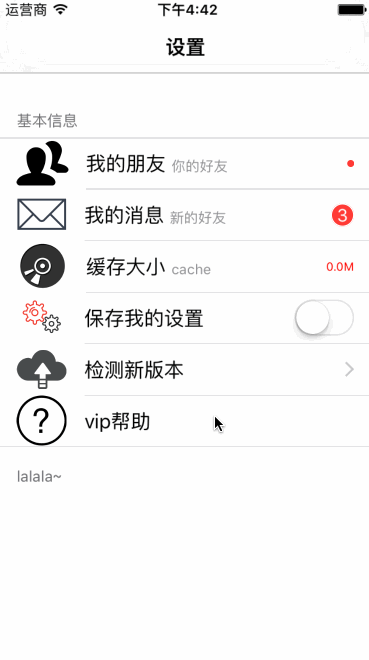 运营商 下午4:42
设置
基本信息
我的朋友 你的好友
我的消息 新的好友 3
缓存大小 cache 0.0M
保存我的设置
检测新版本
? vip帮助
lalala~